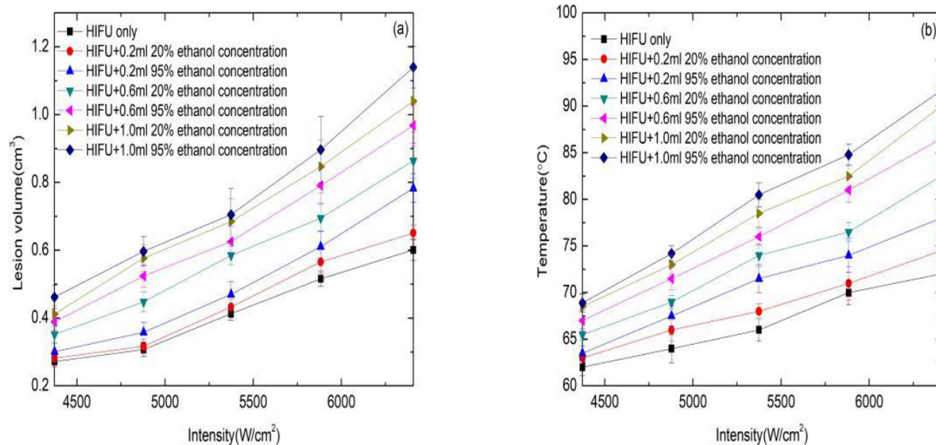 (a)
HIFU only
HIFU+0.2ml 20% ethanol concentration
HIFU+0.2ml 95% ethanol concentration
HIFU+0.6ml 20% ethanol concentration
HIFU+0.6ml 95% ethanol concentration
HIFU+1.0ml 20% ethanol concentration
HIFU+1.0ml 95% ethanol concentration
Lesion volume(cm³)
1.2
1.0
0.8
0.6
0.4
0.2
4500 5000 5500 6000
Intensity(W/cm²)
(b)
HIFU only
HIFU+0.2ml 20% ethanol concentration
HIFU+0.2ml 95% ethanol concentration
HIFU+0.6ml 20% ethanol concentration
HIFU+0.6ml 95% ethanol concentration
HIFU+1.0ml 20% ethanol concentration
HIFU+1.0ml 95% ethanol concentration
Temperature(°C)
100
95
90
85
80
75
70
65
60
4500 5000 5500 6000
Intensity(W/cm²)